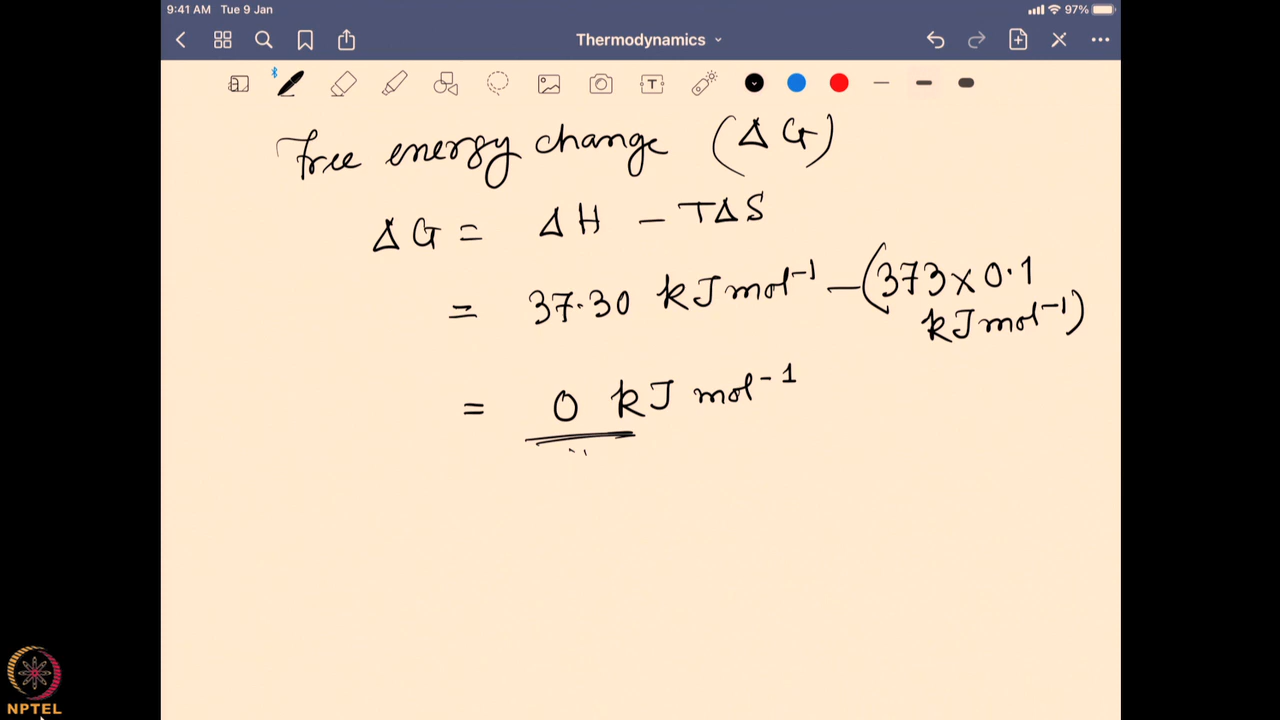 9:41 AM Tue 9 Jan 97%
Thermodynamics
T
Free energy change (ΔG)
ΔG = ΔH - TΔS
= 37.30 kJ mol⁻¹ - (373 × 0.1
kJ mol⁻¹)
= 0 kJ mol⁻¹
NPTEL